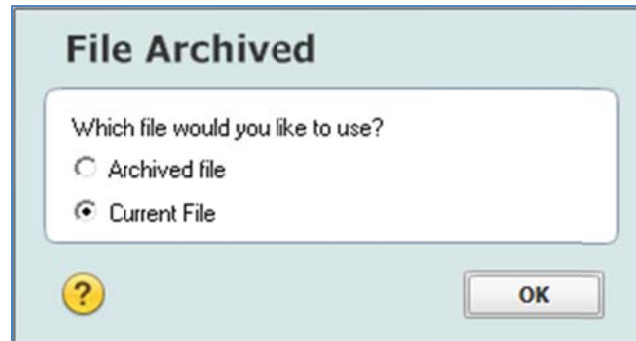 File Archived
Which file would you like to use?
Archived file
Current File
?
OK